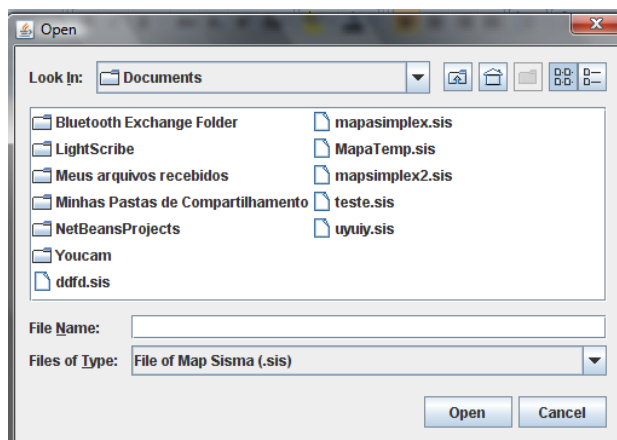 Open
Look In: Documents
Bluetooth Exchange Folder
LightScribe
Meus arquivos recebidos
Minhas Pastas de Compartilhamento
NetBeansProjects
Youcam
ddfd.sis
mapasimplex.sis
MapaTemp.sis
mapsimplex2.sis
teste.sis
uyuiy.sis
File Name:
Files of Type: File of Map Sisma (.sis)
Open Cancel